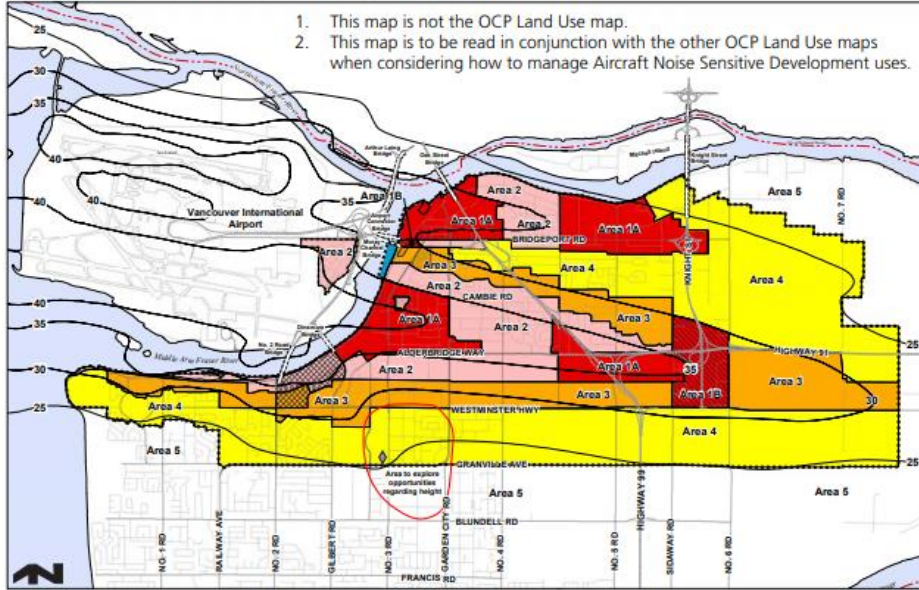 1. This map is not the OCP Land Use map.
2. This map is to be read in conjunction with the other OCP Land Use maps
when considering how to manage Aircraft Noise Sensitive Development uses.
25
30
35
40
40
40
35
Arthur Laing
Bridge
Oak Street
Bridge
Knight Street
Bridge
Area 5
NO. 7 RD
Area 1B
Area 2
Area 1A
Area 2
Area 1A
BRIDGEPORT RD
KNIGHT ST
Vancouver International
Airport
Airport
Connector
Bridge
Area 2
Area 3
Area 4
Area 4
Area 2
CAMBIE RD
Area 3
40
35
30
25
Area 1A
Area 2
Dinsmore
Bridge
No. 2 Road
Bridge
Middle Arm Fraser River
ALDERBRIDGE WAY
HIGHWAY 91
25
Area 2
Area 1A
35
Area 1B
Area 3
30
Area 3
Area 3
WESTMINSTER HWY
Area 4
Area 4
Area 5
GRANVILLE AVE
25
Area to explore
opportunities
regarding height
Area 5
Area 5
BLUNDELL RD
NO. 1 RD
RAILWAY AVE
NO. 2 RD
GILBERT RD
NO. 3 RD
GARDEN CITY RD
NO. 4 RD
NO. 5 RD
HIGHWAY 99
SIDAWAY RD
NO. 6 RD
FRANCIS RD
N